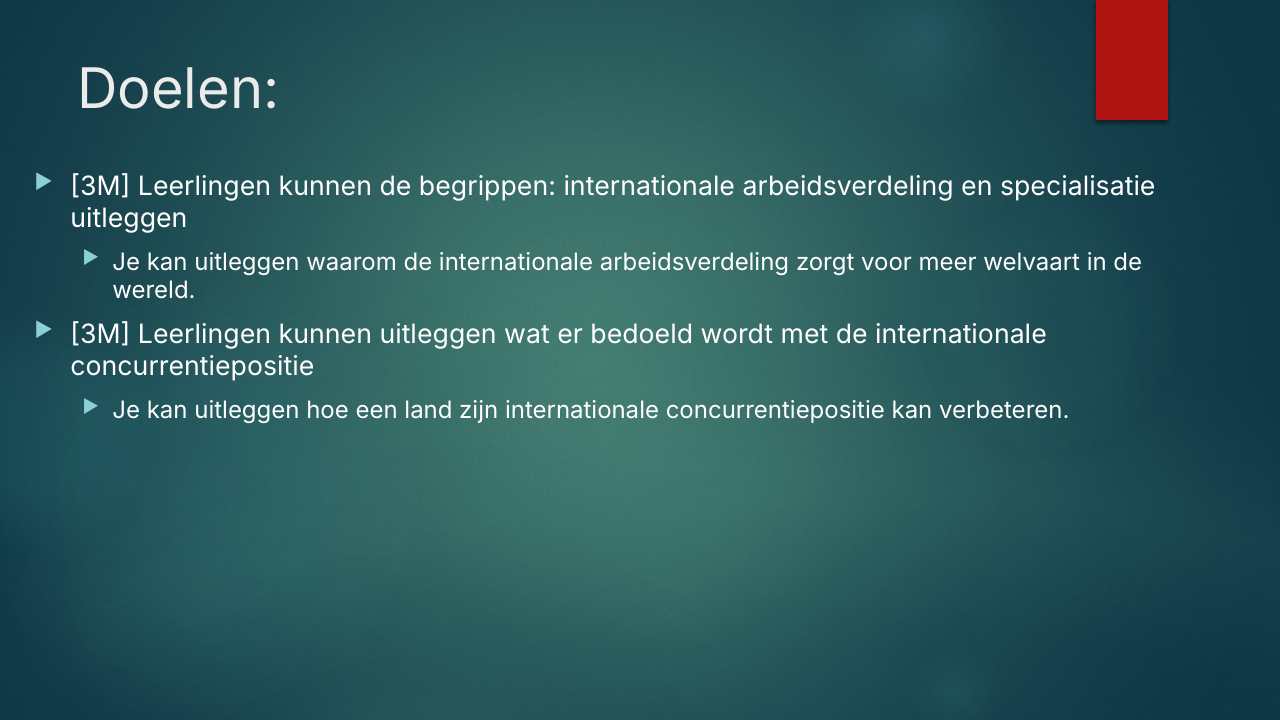 Doelen:
[3M] Leerlingen kunnen de begrippen: internationale arbeidsverdeling en specialisatie
uitleggen
Je kan uitleggen waarom de internationale arbeidsverdeling zorgt voor meer welvaart in de
wereld.
[3M] Leerlingen kunnen uitleggen wat er bedoeld wordt met de internationale
concurrentiepositie
Je kan uitleggen hoe een land zijn internationale concurrentiepositie kan verbeteren.